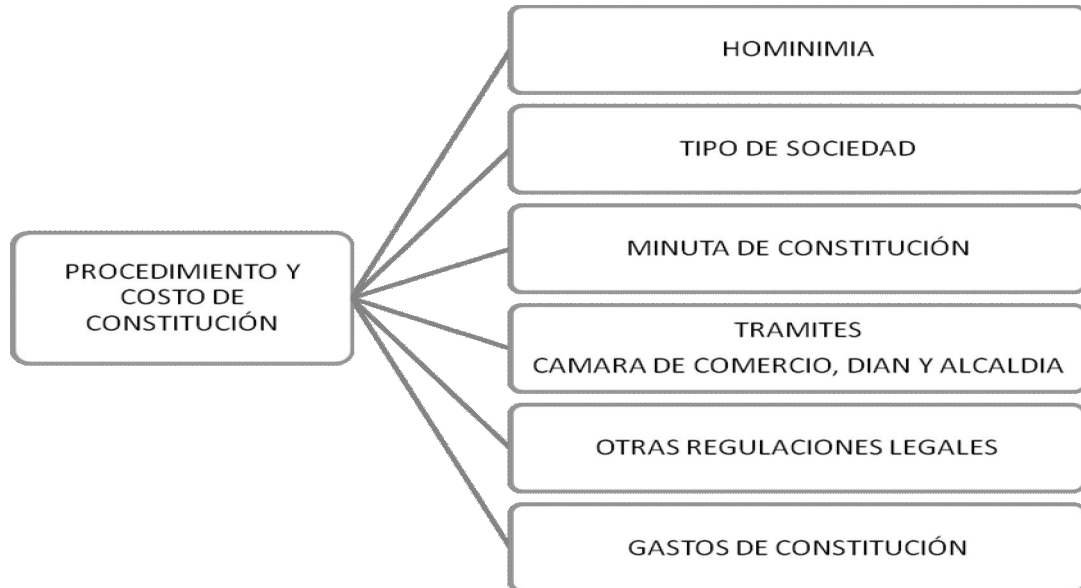 HOMINIMIA
TIPO DE SOCIEDAD
MINUTA DE CONSTITUCIÓN
PROCEDIMIENTO Y
COSTO DE
CONSTITUCIÓN
TRAMITES
CAMARA DE COMERCIO, DIAN Y ALCALDIA
OTRAS REGULACIONES LEGALES
GASTOS DE CONSTITUCIÓN